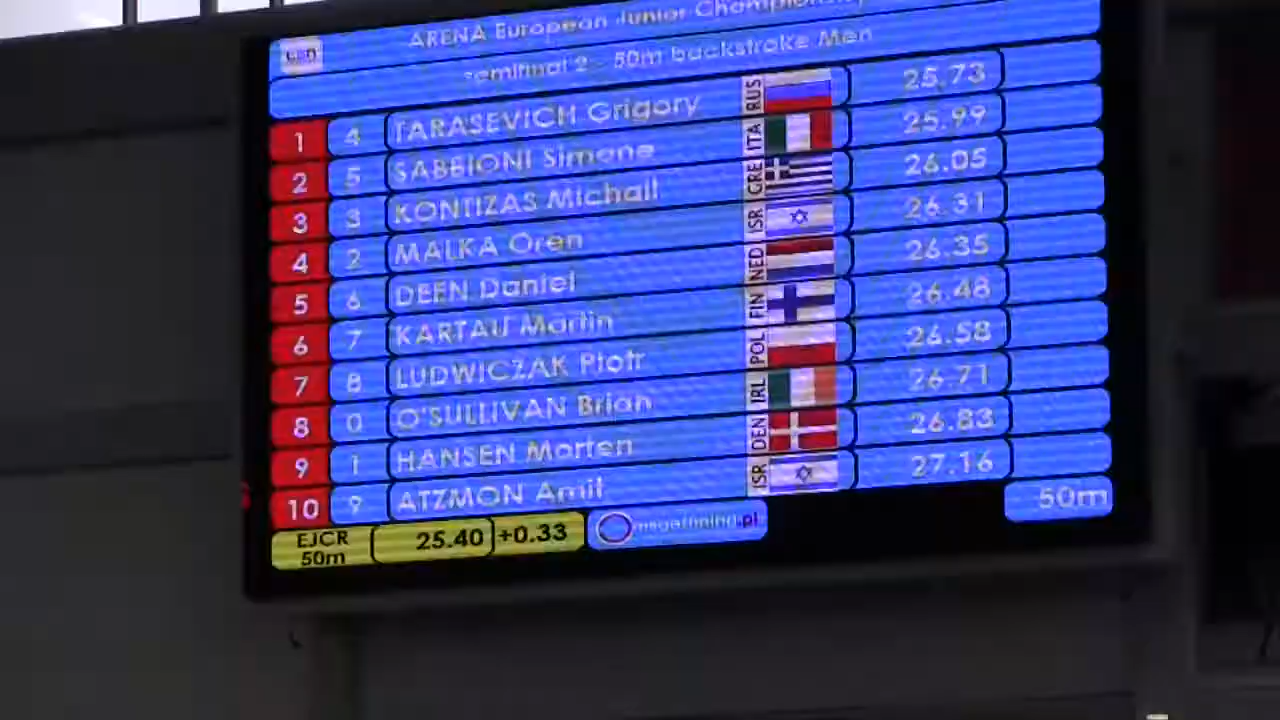 ARENA European Junior Championship
semifinal 2 - 50m backstroke Men
1 4 TARASEVICH Grigory RUS 25.73
2 5 SABBIONI Simone ITA 25.99
3 3 KONTIZAS Michail GRE 26.05
4 2 MALKA Oren ISR 26.31
5 6 DEEN Daniel NED 26.35
6 7 KARTAU Martin FIN 26.48
7 8 LUDWICZAK Piotr POL 26.58
8 0 O'SULLIVAN Brian IRL 26.71
9 1 HANSEN Morten DEN 26.83
10 9 ATZMON Amit ISR 27.16
EJCR 50m 25.40 +0.33 50m